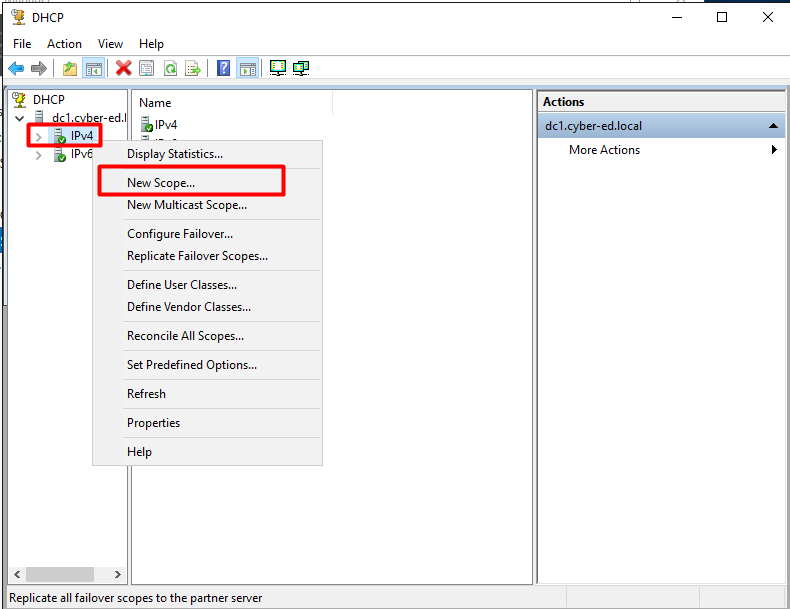 DHCP
File Action View Help
DHCP
dc1.cyber-ed.l
IPv4
IPv6
Name
IPv4
Display Statistics...
New Scope...
New Multicast Scope...
Configure Failover...
Replicate Failover Scopes...
Define User Classes...
Define Vendor Classes...
Reconcile All Scopes...
Set Predefined Options...
Refresh
Properties
Help
Actions
dc1.cyber-ed.local
More Actions
Replicate all failover scopes to the partner server